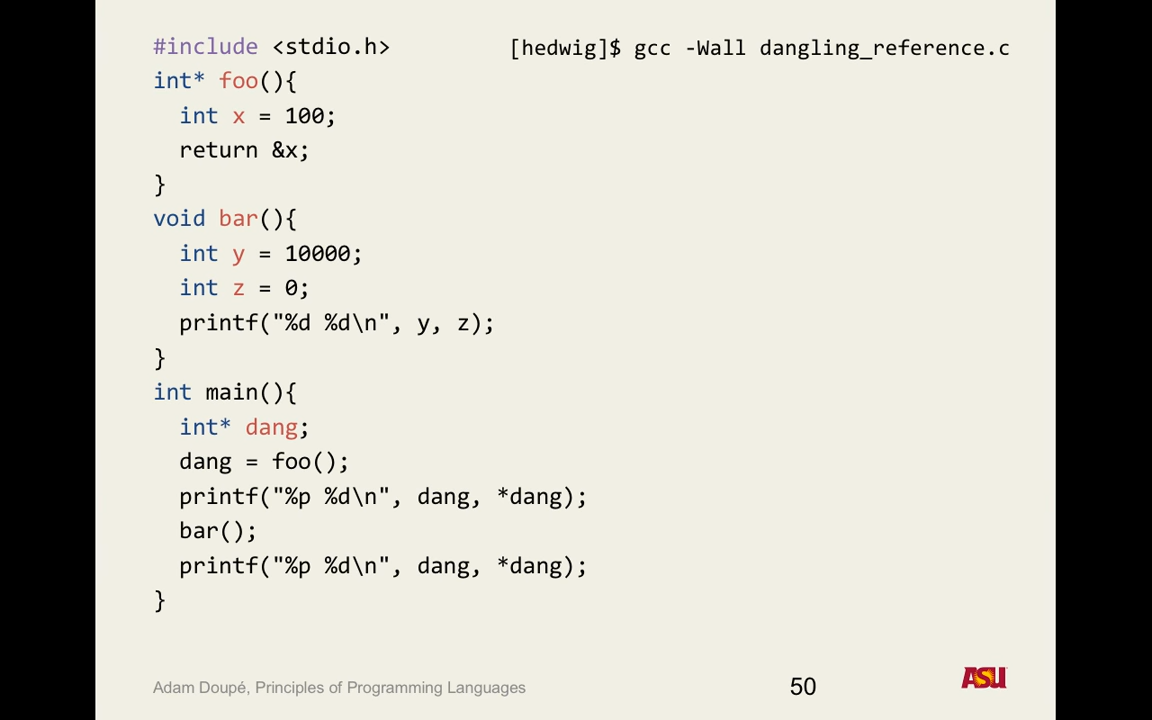 #include <stdio.h>
[hedwig]$ gcc -Wall dangling_reference.c
int* foo(){
  int x = 100;
  return &x;
}
void bar(){
  int y = 10000;
  int z = 0;
  printf("%d %d\n", y, z);
}
int main(){
  int* dang;
  dang = foo();
  printf("%p %d\n", dang, *dang);
  bar();
  printf("%p %d\n", dang, *dang);
}
Adam Doupé, Principles of Programming Languages
50
ASU